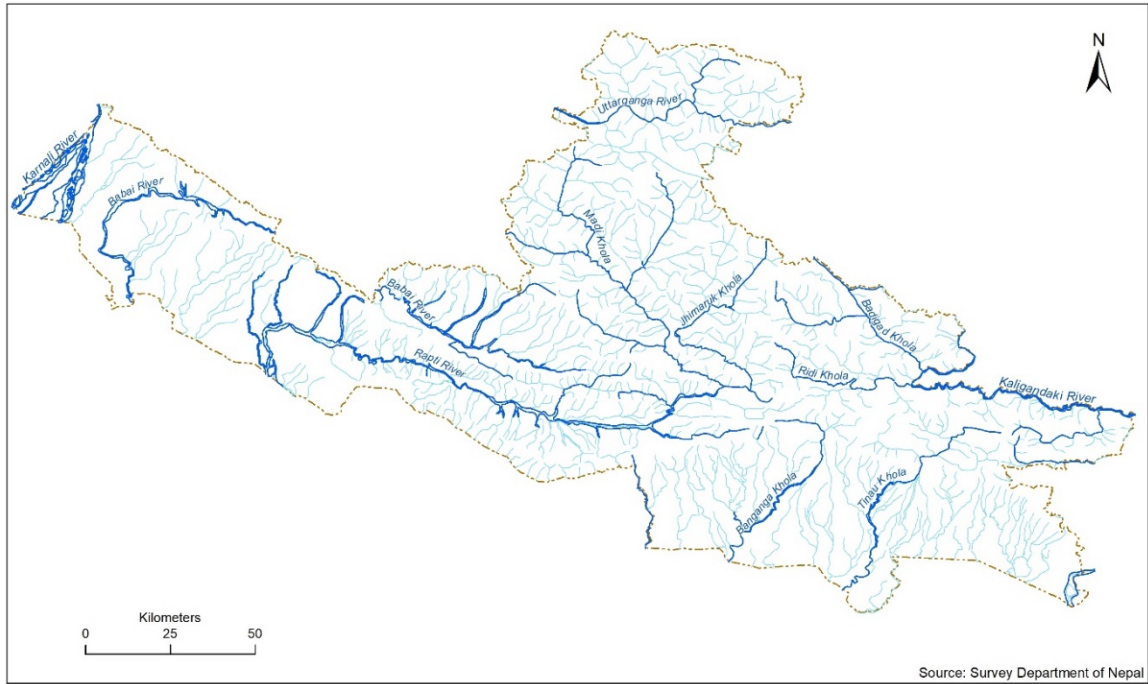 N
Uttarganga River
Karnali River
Babai River
Madi Khola
Jhimaruk Khola
Babai River
Badigad Khola
Rapti River
Ridi Khola
Kaligandaki River
Banganga Khola
Tinau Khola
Kilometers
0 25 50
Source: Survey Department of Nepal